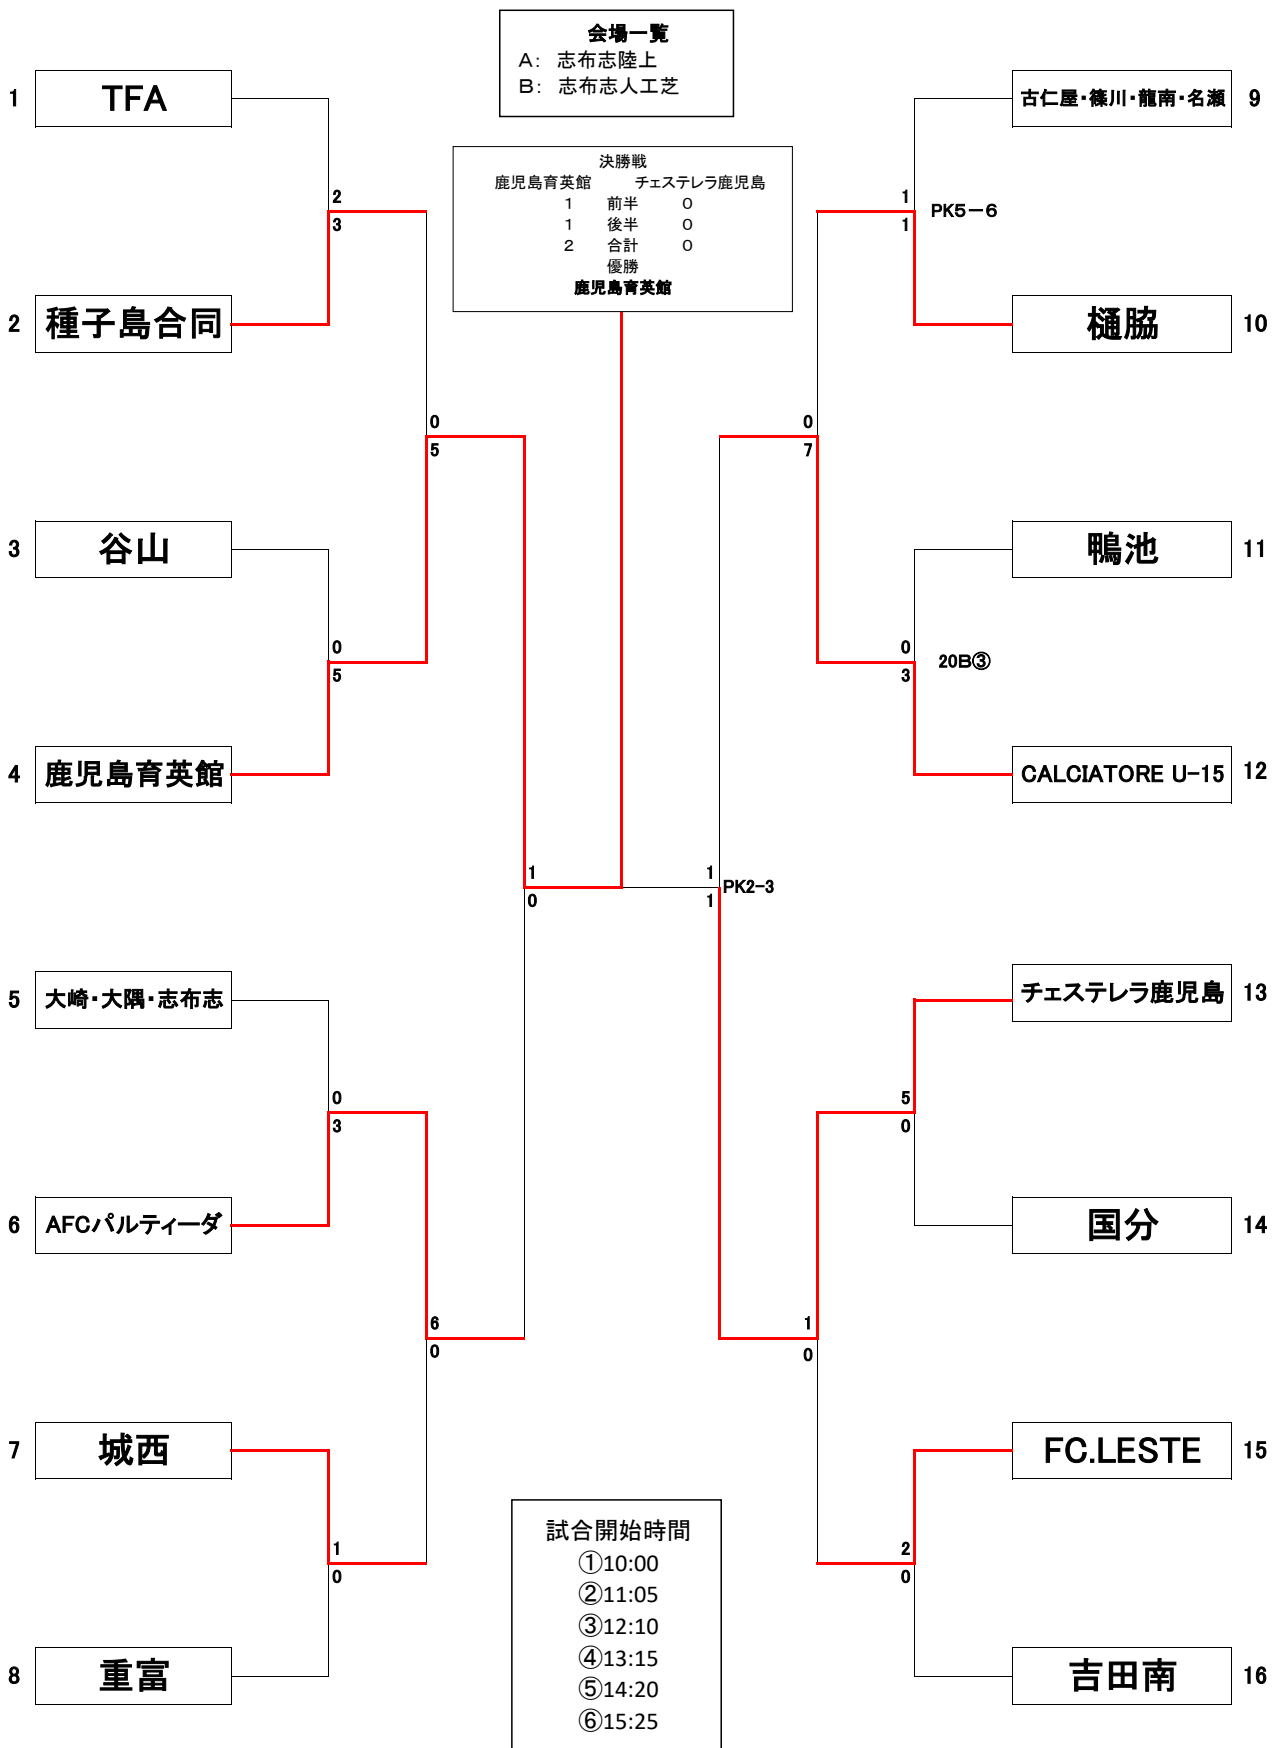 会場一覧
A: 志布志陸上
B: 志布志人工芝
決勝戦
鹿児島育英館 チェステレラ鹿児島
1 前半 0
1 後半 0
2 合計 0
優勝
鹿児島育英館
1 TFA
2
3
2 種子島合同
0
5
3 谷山
0
5
4 鹿児島育英館
1
0
5 大崎・大隅・志布志
0
3
6 AFCパルティーダ
6
0
7 城西
1
0
8 重富
古仁屋・篠川・龍南・名瀬 9
1
1
PK5-6
樋脇 10
0
7
鴨池 11
0
3
20B③
CALCIATORE U-15 12
1
1
PK2-3
チェステレラ鹿児島 13
5
0
国分 14
1
0
FC.LESTE 15
2
0
吉田南 16
試合開始時間
①10:00
②11:05
③12:10
④13:15
⑤14:20
⑥15:25